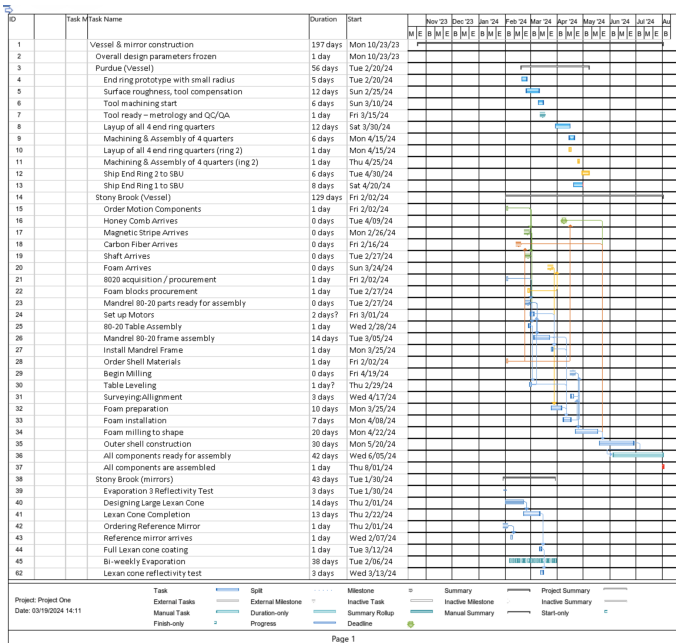 ID Task M Task Name Duration Start
Nov '23 Dec '23 Jan '24 Feb '24 Mar '24 Apr '24 May '24 Jun '24 Jul '24 Au
M E B M E B M E B M E B M E B M E B M E B M E B M E B M E B
1 Vessel & mirror construction 197 days Mon 10/23/23
2 Overall design parameters frozen 1 day Mon 10/23/23
3 Purdue (Vessel) 56 days Tue 2/20/24
4 End ring prototype with small radius 5 days Tue 2/20/24
5 Surface roughness, tool compensation 12 days Sun 2/25/24
6 Tool machining start 6 days Sun 3/10/24
7 Tool ready – metrology and QC/QA 1 day Fri 3/15/24
8 Layup of all 4 end ring quarters 12 days Sat 3/30/24
9 Machining & Assembly of 4 quarters 6 days Mon 4/15/24
10 Layup of all 4 end ring quarters (ring 2) 1 day Mon 4/15/24
11 Machining & Assembly of 4 quarters (ring 2) 1 day Thu 4/25/24
12 Ship End Ring 2 to SBU 6 days Tue 4/30/24
13 Ship End Ring 1 to SBU 8 days Sat 4/20/24
14 Stony Brook (Vessel) 129 days Fri 2/02/24
15 Order Motion Components 1 day Fri 2/02/24
16 Honey Comb Arrives 0 days Tue 4/09/24
17 Magnetic Stripe Arrives 0 days Mon 2/26/24
18 Carbon Fiber Arrives 0 days Fri 2/16/24
19 Shaft Arrives 0 days Tue 2/27/24
20 Foam Arrives 0 days Sun 3/24/24
21 8020 acquisition / procurement 1 day Fri 2/02/24
22 Foam blocks procurement 1 day Tue 2/27/24
23 Mandrel 80-20 parts ready for assembly 0 days Tue 2/27/24
24 Set up Motors 2 days? Fri 3/01/24
25 80-20 Table Assembly 1 day Wed 2/28/24
26 Mandrel 80-20 frame assembly 14 days Tue 3/05/24
27 Install Mandrel Frame 1 day Mon 3/25/24
28 Order Shell Materials 1 day Fri 2/02/24
29 Begin Milling 0 days Fri 4/19/24
30 Table Leveling 1 day? Thu 2/29/24
31 Surveying:Allignment 3 days Wed 4/17/24
32 Foam preparation 10 days Mon 3/25/24
33 Foam installation 7 days Mon 4/08/24
34 Foam milling to shape 20 days Mon 4/22/24
35 Outer shell construction 30 days Mon 5/20/24
36 All components ready for assembly 42 days Wed 6/05/24
37 All components are assembled 1 day Thu 8/01/24
38 Stony Brook (mirrors) 43 days Tue 1/30/24
39 Evaporation 3 Reflectivity Test 3 days Tue 1/30/24
40 Designing Large Lexan Cone 14 days Thu 2/01/24
41 Lexan Cone Completion 13 days Thu 2/22/24
42 Ordering Reference Mirror 1 day Thu 2/01/24
43 Reference mirror arrives 1 day Wed 2/07/24
44 Full Lexan cone coating 1 day Tue 3/12/24
45 Bi-weekly Evaporation 38 days Tue 2/06/24
62 Lexan cone reflectivity test 3 days Wed 3/13/24
Project: Project One
Date: 03/19/2024 14:11
Task Split Milestone Summary Project Summary
External Tasks External Milestone Inactive Task Inactive Milestone Inactive Summary
Manual Task Duration-only Summary Rollup Manual Summary Start-only
Finish-only Progress Deadline
Page 1